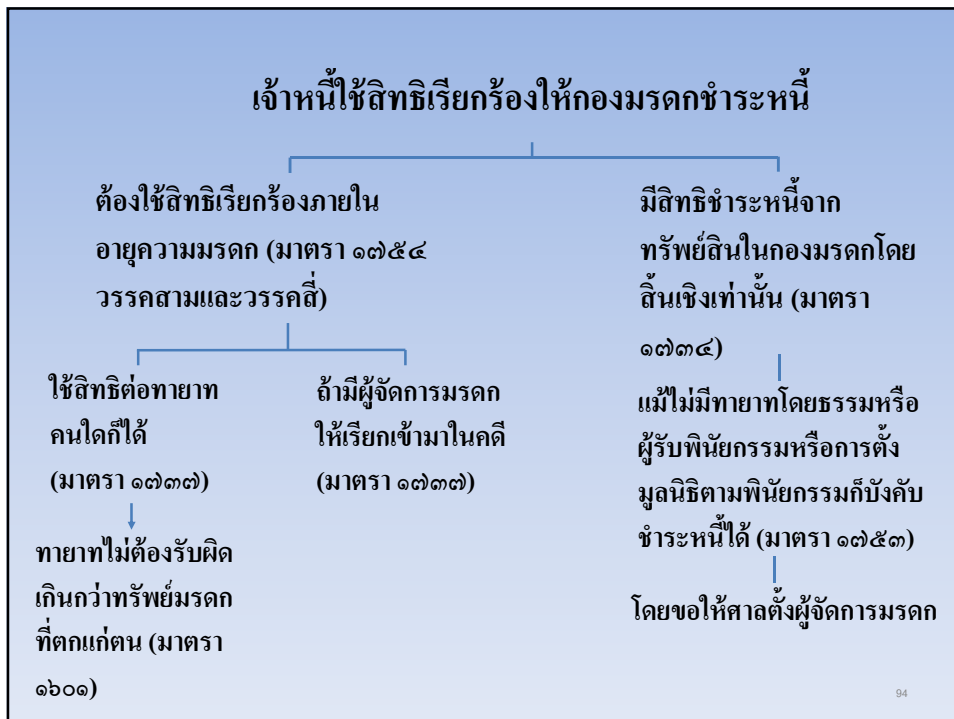 เจ้าหนี้ใช้สิทธิเรียกร้องให้กองมรดกชำระหนี้
ต้องใช้สิทธิเรียกร้องภายใน
อายุความมรดก (มาตรา ๑๗๕๔
วรรคสามและวรรคสี่)
ใช้สิทธิต่อทายาท
คนใดก็ได้
(มาตรา ๑๗๓๗)
ทายาทไม่ต้องรับผิด
เกินกว่าทรัพย์มรดก
ที่ตกแก่ตน (มาตรา
๑๖๐๑)
ถ้ามีผู้จัดการมรดก
ให้เรียกเข้ามาในคดี
(มาตรา ๑๗๓๗)
มีสิทธิชำระหนี้จาก
ทรัพย์สินในกองมรดกโดย
สิ้นเชิงเท่านั้น (มาตรา
๑๗๓๔)
แม้ไม่มีทายาทโดยธรรมหรือ
ผู้รับพินัยกรรมหรือการตั้ง
มูลนิธิตามพินัยกรรมก็บังคับ
ชำระหนี้ได้ (มาตรา ๑๗๕๓)
โดยขอให้ศาลตั้งผู้จัดการมรดก
94